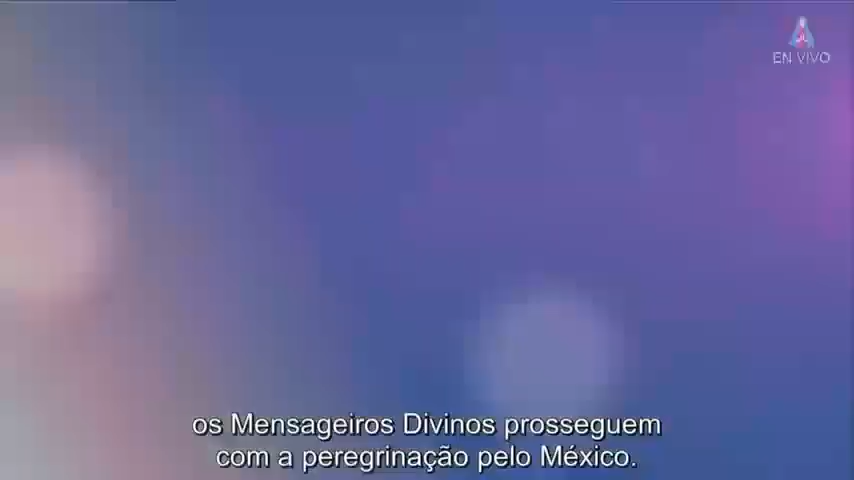 EN VIVO
os Mensageiros Divinos prosseguem
com a peregrinação pelo México.